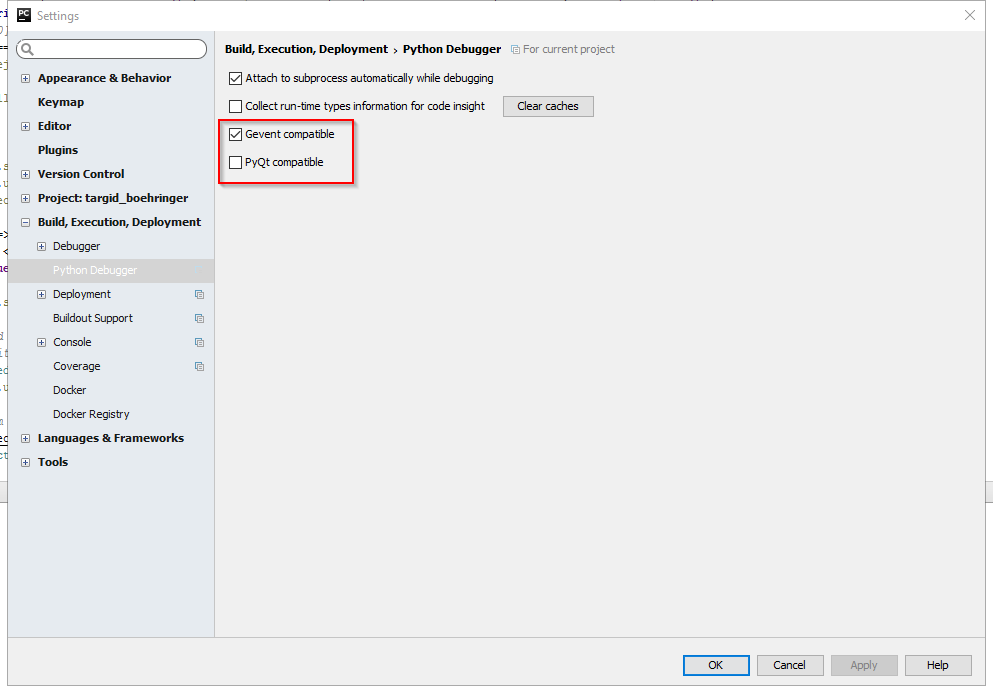 PC Settings
Build, Execution, Deployment › Python Debugger For current project
Appearance & Behavior
Keymap
Editor
Plugins
Version Control
Project: targid_boehringer
Build, Execution, Deployment
Debugger
Python Debugger
Deployment
Buildout Support
Console
Coverage
Docker
Docker Registry
Languages & Frameworks
Tools
Attach to subprocess automatically while debugging
Collect run-time types information for code insight Clear caches
Gevent compatible
PyQt compatible
OK Cancel Apply Help